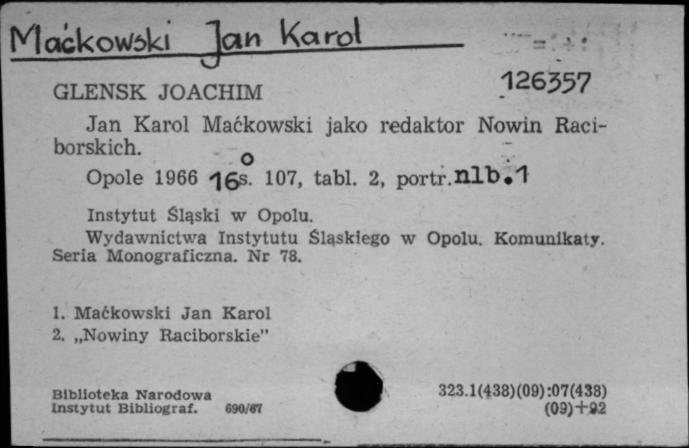 Maćkowski Jan Karol
126357
GLENSK JOACHIM
Jan Karol Maćkowski jako redaktor Nowin Raci-
borskich.
Opole 1966 16° s. 107, tabl. 2, portr. nlb.1
Instytut Śląski w Opolu.
Wydawnictwa Instytutu Śląskiego w Opolu. Komunikaty.
Seria Monograficzna. Nr 78.
1. Maćkowski Jan Karol
2. „Nowiny Raciborskie”
Biblioteka Narodowa
Instytut Bibliograf. 690/67
323.1(438)(09):07(438)
(09)+92